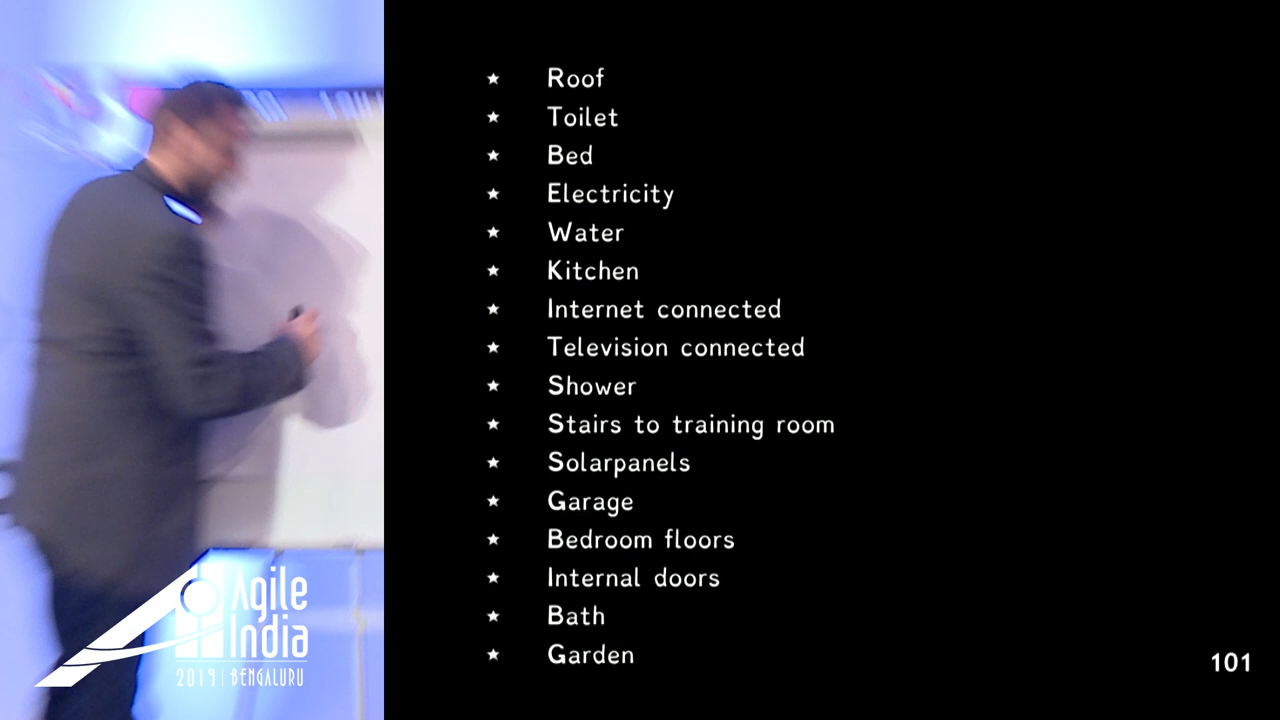 Roof
Toilet
Bed
Electricity
Water
Kitchen
Internet connected
Television connected
Shower
Stairs to training room
Solarpanels
Garage
Bedroom floors
Internal doors
Bath
Garden
101
Agile
India
2019 | BENGALURU